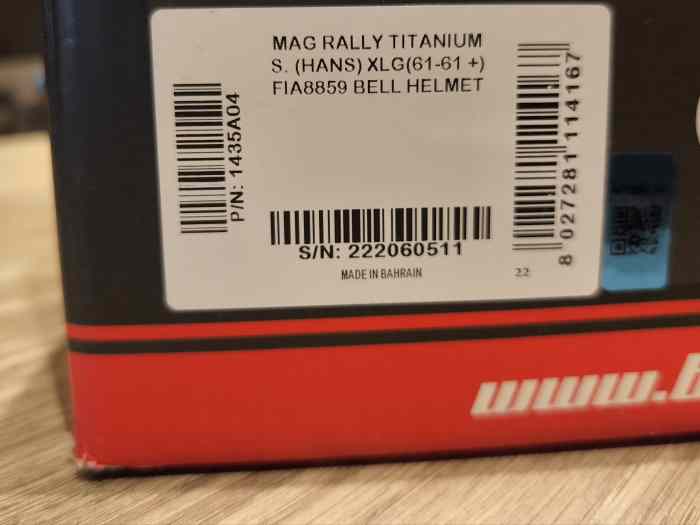 MAG RALLY TITANIUM
S. (HANS) XLG(61-61 +)
FIA8859 BELL HELMET
P/N: 1435A04
S/N: 222060511
MADE IN BAHRAIN
22
8 027281 114167
www.